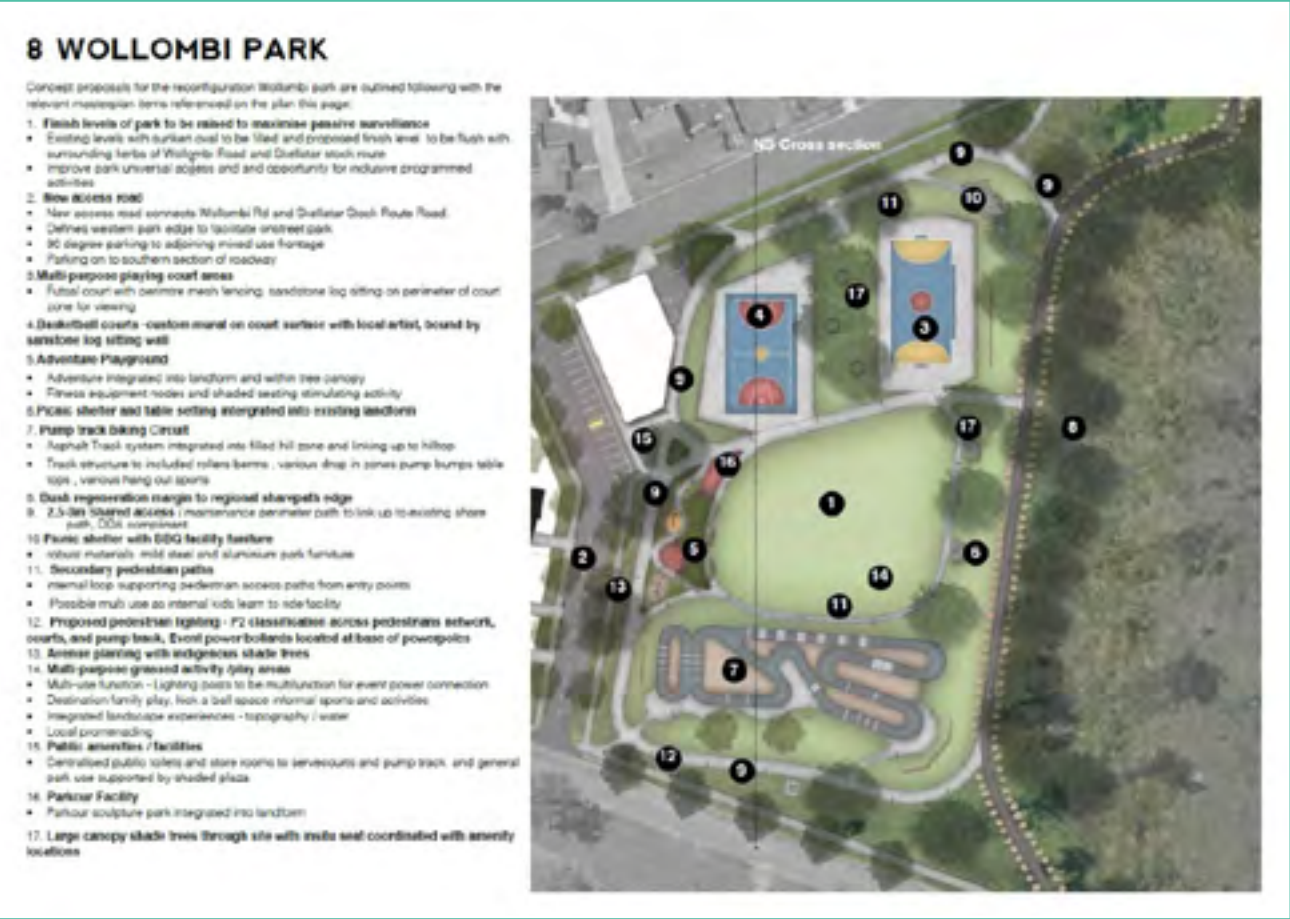 8 WOLLOMBI PARK
Concept proposals for the reconfiguration Wollombi park are outlined following with the
relevant masterplan items referenced on the plan this page:
1. Finish levels of park to be raised to maximise passive surveillance
• Existing levels with sunken oval to be filled and proposed finish level to be flush with
surrounding kerbs of Wollombi Road and Stock route
• Improve park universal access and and opportunity for inclusive programmed
activities
2. New access road
• New access road connects Wollombi Rd and Stock Route Road.
• Defines western park edge to facilitate onstreet park
• 90 degree parking to adjoining mixed use frontage
• Parking on to southern section of roadway
3.Multi-purpose playing court areas
• Futsal court with perimtre mesh fencing, sandstone log sitting on perimeter of court
zone for viewing
4.Basketball courts -custom mural on court surface with local artist, bound by
sanstone log sitting wall
5.Adventure Playground
• Adventure integrated into landform and within tree canopy
• Fitness equipment nodes and shaded seating stimulating activity
6.Picnic shelter and table setting intergrated into existing landform
7. Pump track biking Circuit
• Asphalt Track system integrated into filled hill zone and linking up to hilltop
• Track structure to included rollers berms , various drop in zones pump bumps table
tops , various hang out sports
8. Bush regeneration margin to regional sharepath edge
9. 2.5-3m Shared access / maintenance perimeter path to link up to existing share
path, DDA compliment
10. Picnic shelter with BBQ facility funiture
• robust materials mild steel and aluminium park furniture
11. Secondary pedestrian paths
• internal loop supporting pedestrian access paths from entry points
• Possible multi use as internal kids learn to ride facility
12. Proposed pedestrian lighting - P2 classification across pedestrians network,
courts, and pump track. Event power bollards located at base of powerpoles
13. Avenue planting with indigenous shade trees
14. Multi-purpose grassed activity /play areas
• Multi-use function - Lighting posts to be multifunction for event power connection
• Destination family play, kick a ball space informal sports and activities
• Integrated landscape experiences - topography / water
• Local promenading
15. Public amenities / facilities
• Centralised public toilets and store rooms to servecourts and pump track and general
park use supported by shaded plaza
16. Parkour Facility
• Parkour sculpture park integrated into landform
17. Large canopy shade trees through site with insitu seat coordinated with amenity
locations
NS Cross section
9
9
11
10
17
4
3
9
15
17
8
16
9
1
2
5
6
13
14
11
7
12
9